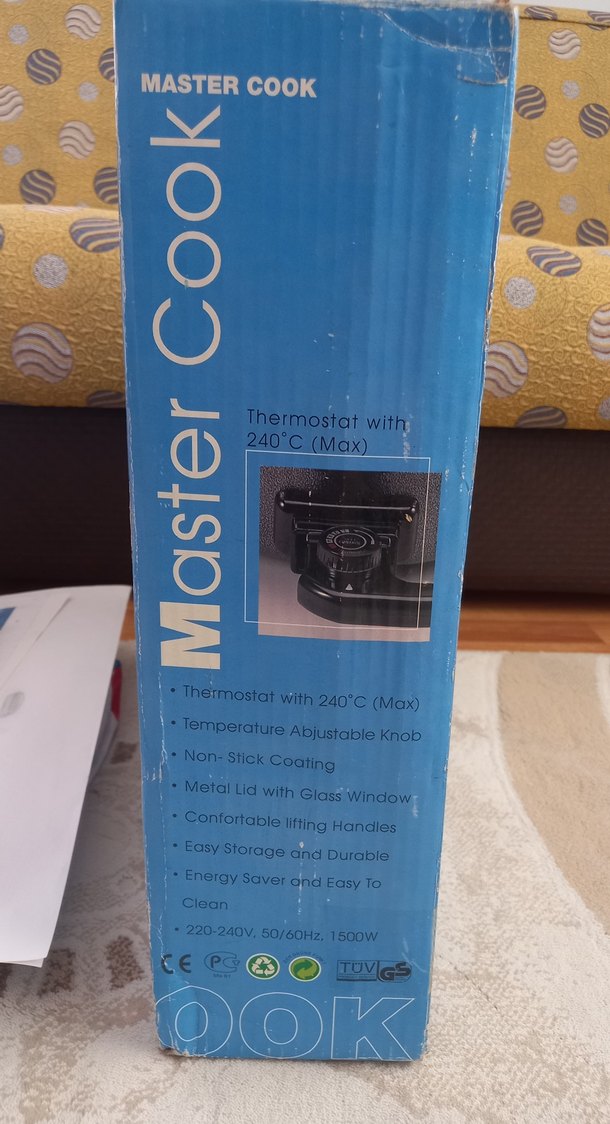 MASTER COOK
Master Cook
Thermostat with
240°C (Max)
• Thermostat with 240°C (Max)
• Temperature Abjustable Knob
• Non- Stick Coating
• Metal Lid with Glass Window
• Confortable lifting Handles
• Easy Storage and Durable
• Energy Saver and Easy To
Clean
• 220-240V, 50/60Hz, 1500W
CE
TÜV GS
OOK